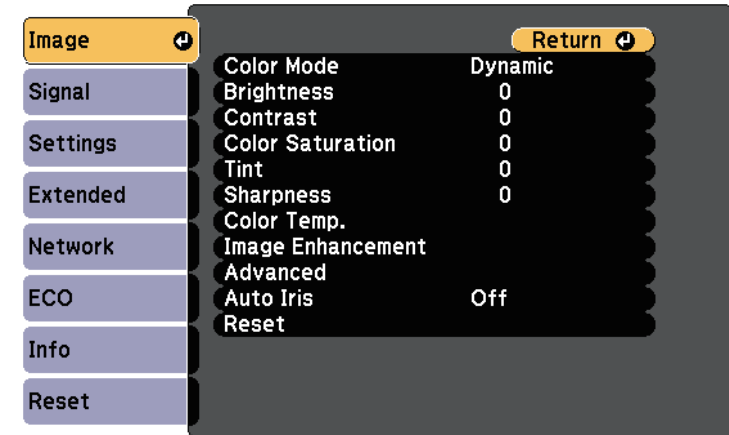 Image
Signal
Settings
Extended
Network
ECO
Info
Reset
Return
Color Mode Dynamic
Brightness 0
Contrast 0
Color Saturation 0
Tint 0
Sharpness 0
Color Temp.
Image Enhancement
Advanced
Auto Iris Off
Reset